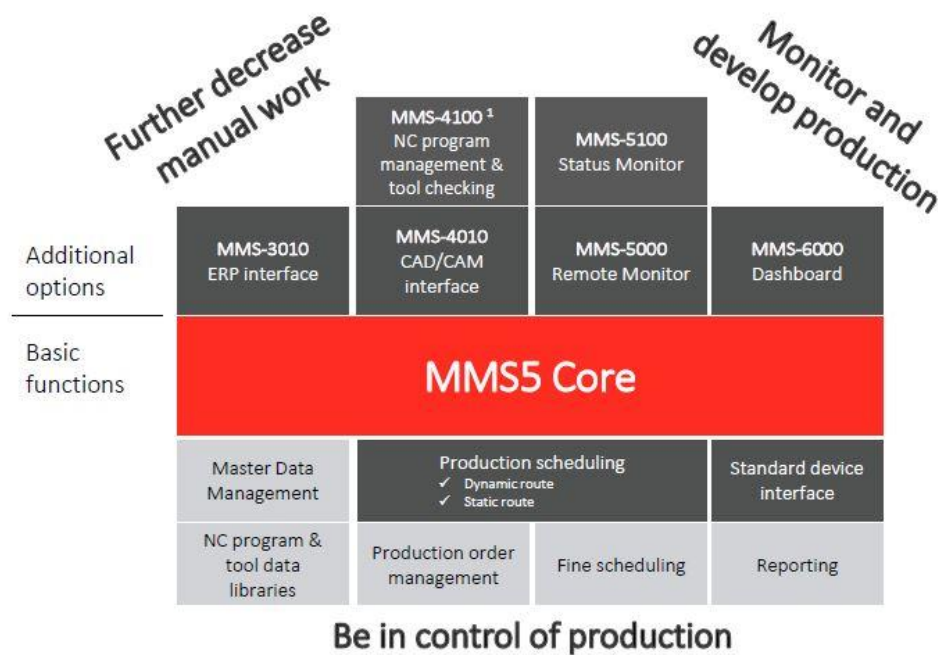 Further decrease
manual work
Monitor and
develop production
MMS-4100 ¹
NC program
management &
tool checking
MMS-5100
Status Monitor
Additional
options
MMS-3010
ERP interface
MMS-4010
CAD/CAM
interface
MMS-5000
Remote Monitor
MMS-6000
Dashboard
Basic
functions
MMS5 Core
Master Data
Management
Production scheduling
✓ Dynamic route
✓ Static route
Standard device
interface
NC program &
tool data
libraries
Production order
management
Fine scheduling
Reporting
Be in control of production